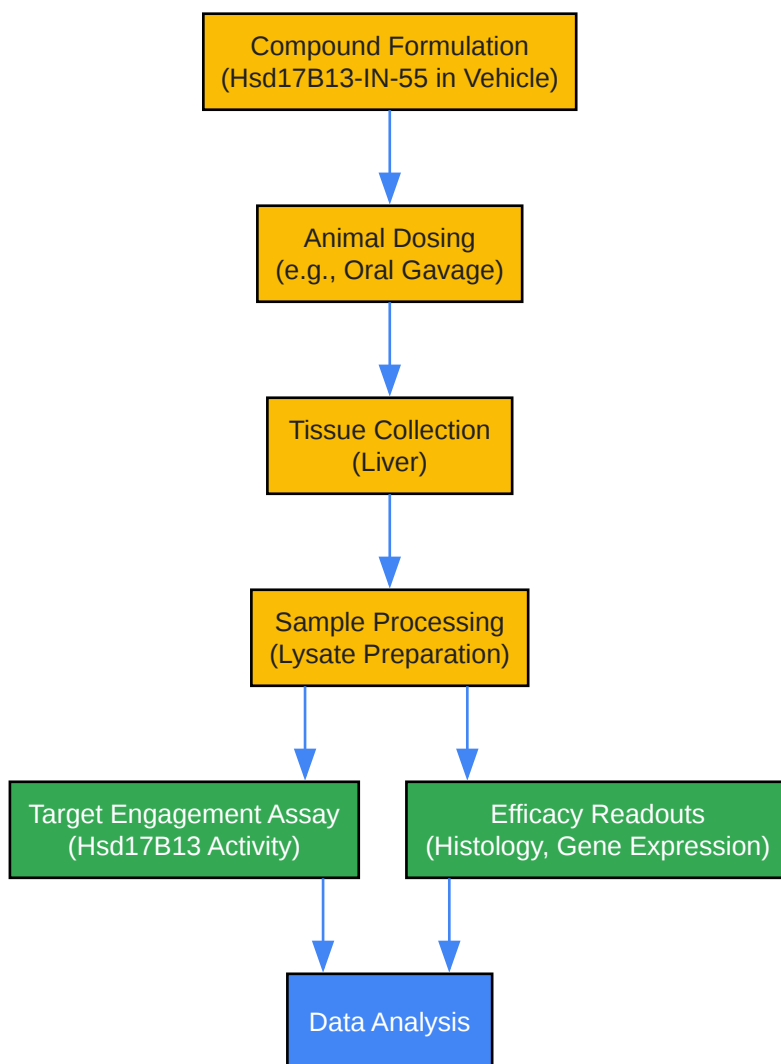 Compound Formulation
(Hsd17B13-IN-55 in Vehicle)
Animal Dosing
(e.g., Oral Gavage)
Tissue Collection
(Liver)
Sample Processing
(Lysate Preparation)
Target Engagement Assay
(Hsd17B13 Activity)
Efficacy Readouts
(Histology, Gene Expression)
Data Analysis